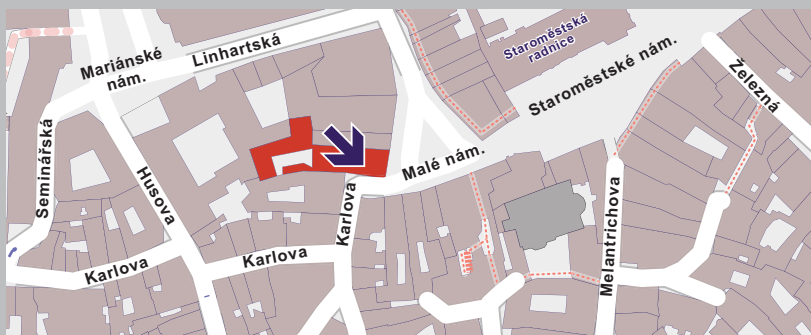 Staroměstská
radnice
Mariánské
nám.
Linhartská
Staroměstské nám.
Železná
Seminářská
Husova
Malé nám.
Karlova
Melantrichova
Karlova
Karlova